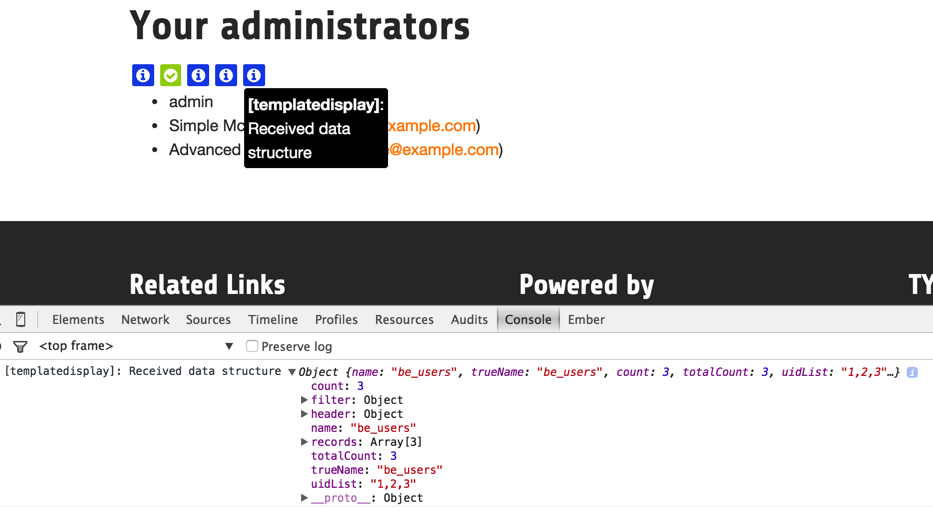 Your administrators
admin
Simple Mo
example.com)
Advanced
@example.com)
[templatedisplay]:
Received data
structure
Related Links
Powered by
TY
Elements Network Sources Timeline Profiles Resources Audits Console Ember
<top frame> ▼ Preserve log
[templatedisplay]: Received data structure ▼Object {name: "be_users", trueName: "be_users", count: 3, totalCount: 3, uidList: "1,2,3"…}
count: 3
▶filter: Object
▶header: Object
name: "be_users"
▶records: Array[3]
totalCount: 3
trueName: "be_users"
uidList: "1,2,3"
▶__proto__: Object